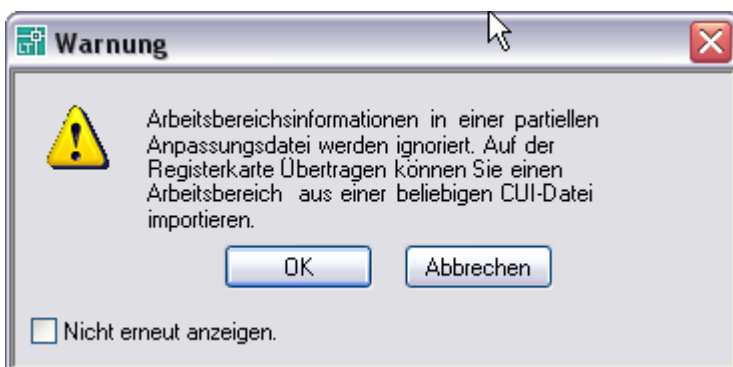 LT Warnung
Arbeitsbereichsinformationen in einer partiellen
Anpassungsdatei werden ignoriert. Auf der
Registerkarte Übertragen können Sie einen
Arbeitsbereich aus einer beliebigen CUI-Datei
importieren.
OK Abbrechen
Nicht erneut anzeigen.